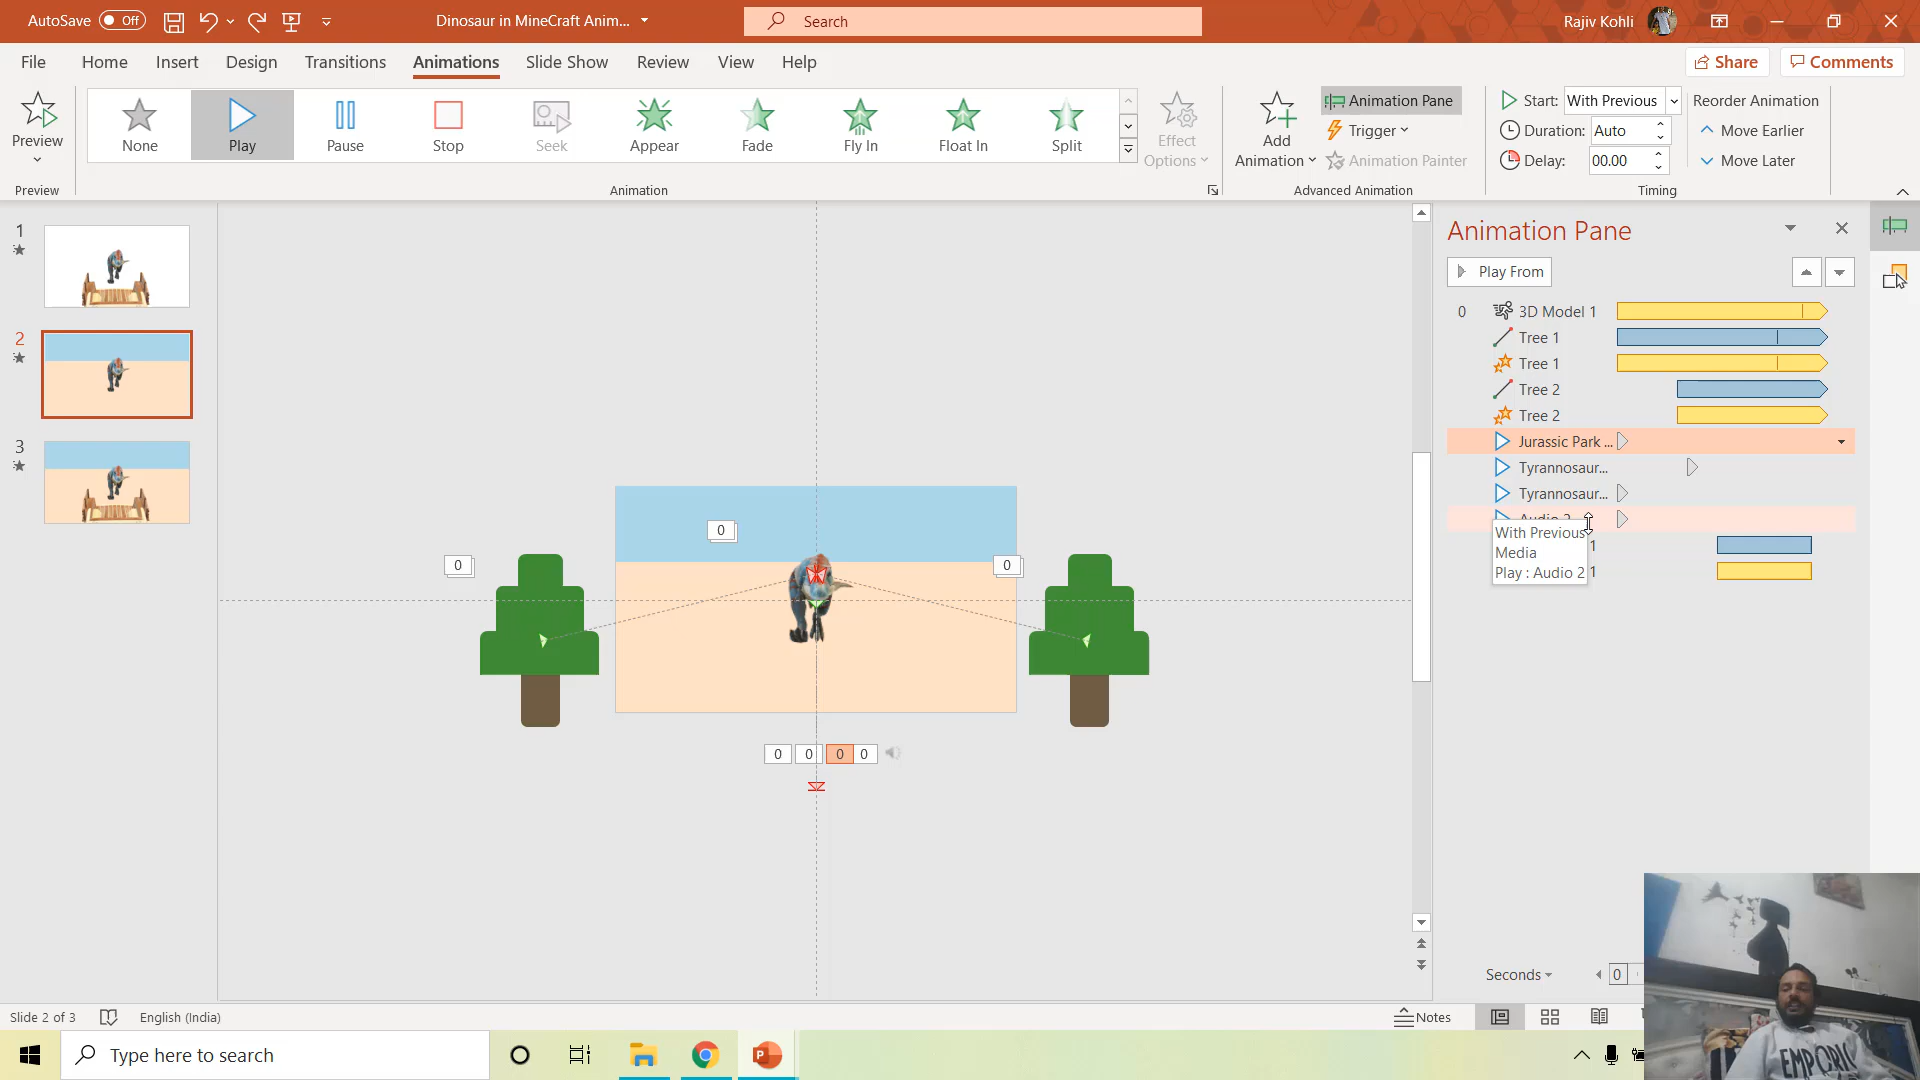 AutoSave Off Dinosaur in MineCraft Anim... Search Rajiv Kohli
File Home Insert Design Transitions Animations Slide Show Review View Help Share Comments
Preview None Play Pause Stop Seek Appear Fade Fly In Float In Split Effect Options Add Animation Animation Pane Trigger Animation Painter
Start: With Previous Reorder Animation
Duration: Auto Move Earlier
Delay: 00.00 Move Later
Preview Animation Advanced Animation Timing
1
2
3
0
0
0
0 0 0 0
Animation Pane
Play From
0 3D Model 1
Tree 1
Tree 1
Tree 2
Tree 2
Jurassic Park ...
Tyrannosaur...
Tyrannosaur...
Audio 2
1
1
With Previous
Media
Play : Audio 2
Seconds 0
Slide 2 of 3 English (India) Notes
Type here to search
EMPORIO